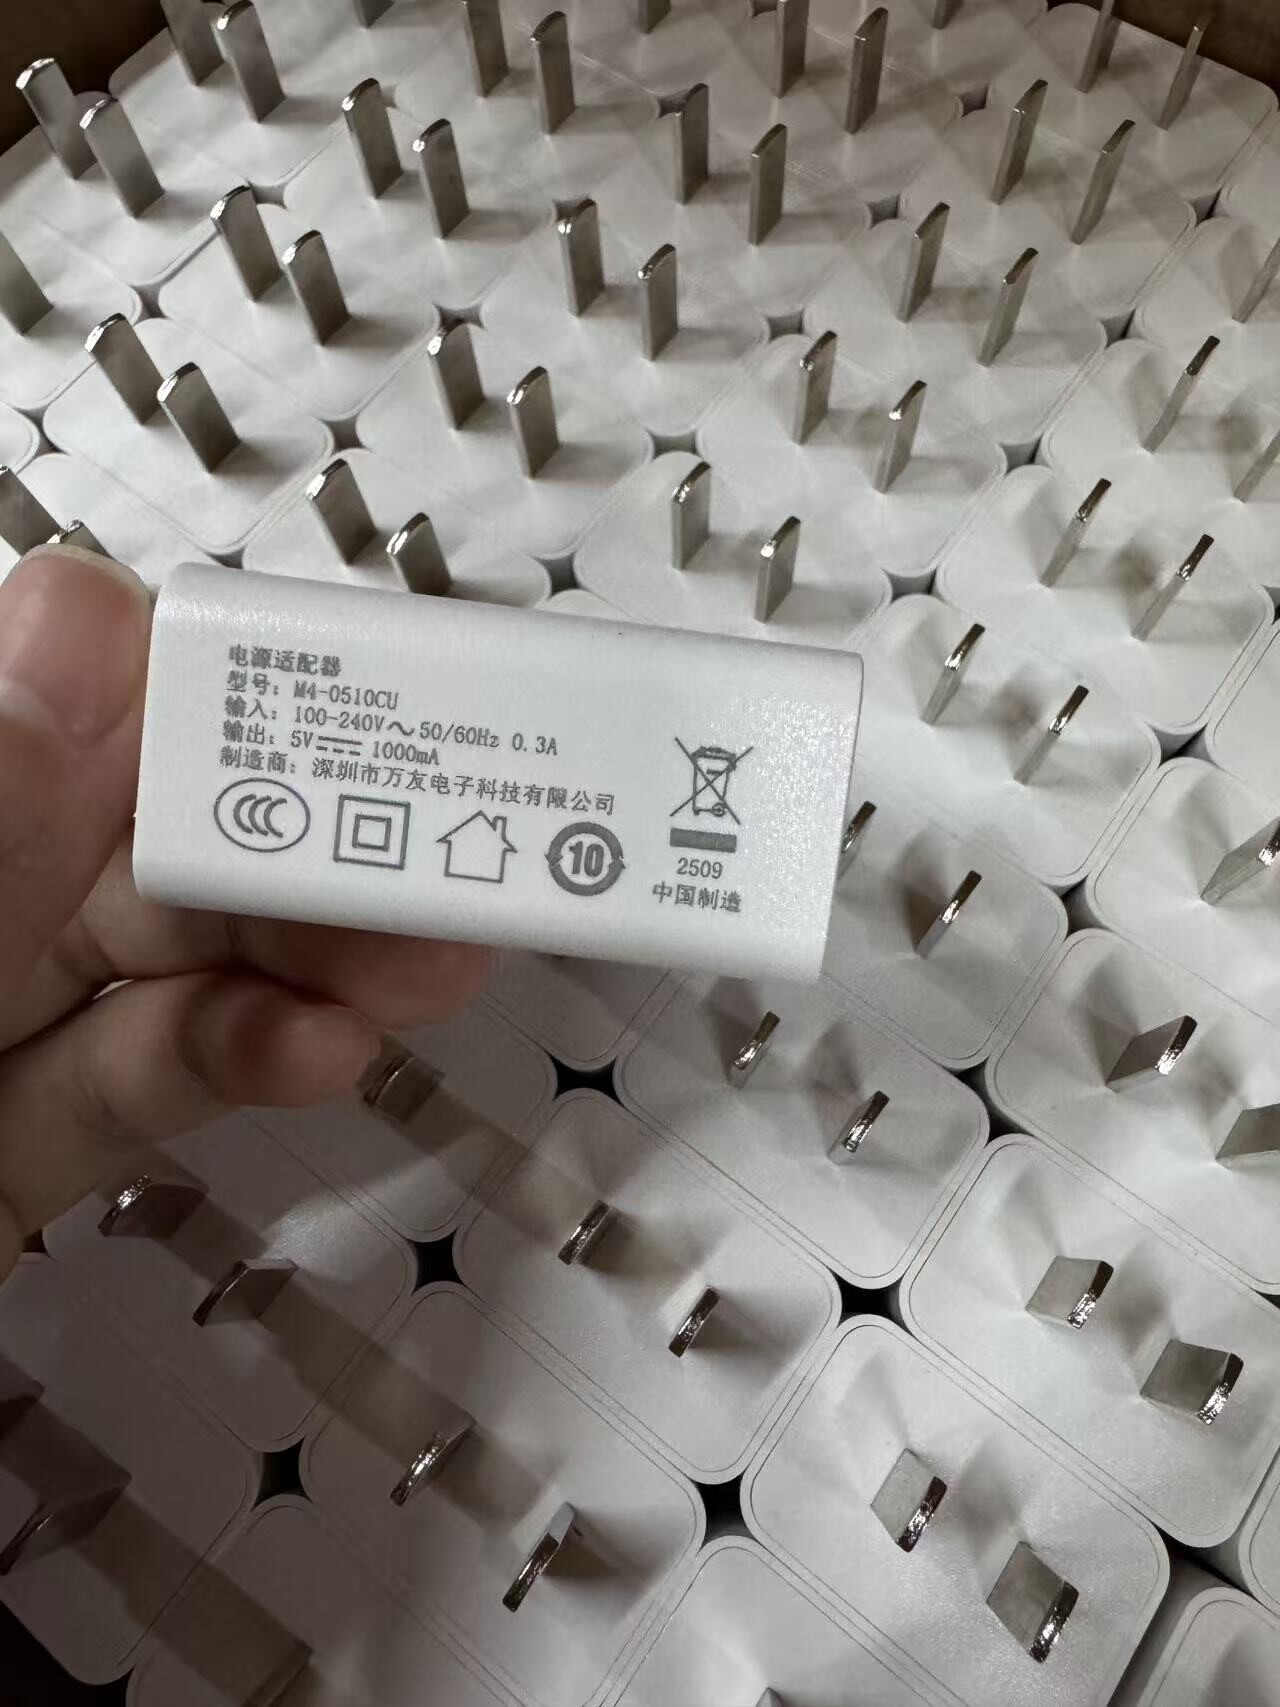 电源适配器
型号：M4-0510CU
输入：100-240V～50/60Hz 0.3A
输出：5V⎓1000mA
制造商：深圳市万友电子科技有限公司
CCC
10
2509
中国制造